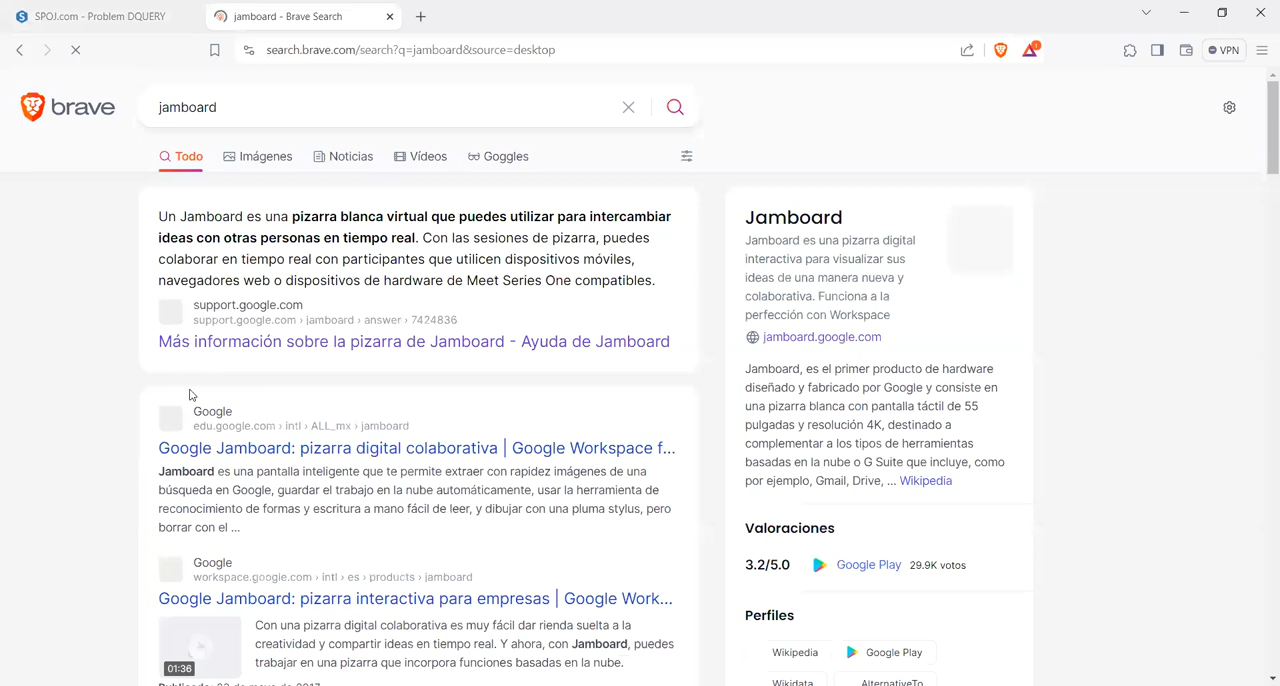 SPOJ.com - Problem DQUERY
jamboard - Brave Search
search.brave.com/search?q=jamboard&source=desktop
1
VPN
brave
jamboard
Todo
Imágenes
Noticias
Vídeos
Goggles
Un Jamboard es una pizarra blanca virtual que puedes utilizar para intercambiar
ideas con otras personas en tiempo real. Con las sesiones de pizarra, puedes
colaborar en tiempo real con participantes que utilicen dispositivos móviles,
navegadores web o dispositivos de hardware de Meet Series One compatibles.
support.google.com
support.google.com › jamboard › answer › 7424836
Más información sobre la pizarra de Jamboard - Ayuda de Jamboard
Google
edu.google.com › intl › ALL_mx › jamboard
Google Jamboard: pizarra digital colaborativa | Google Workspace f...
Jamboard es una pantalla inteligente que te permite extraer con rapidez imágenes de una
búsqueda en Google, guardar el trabajo en la nube automáticamente, usar la herramienta de
reconocimiento de formas y escritura a mano fácil de leer, y dibujar con una pluma stylus, pero
borrar con el ...
Google
workspace.google.com › intl › es › products › jamboard
Google Jamboard: pizarra interactiva para empresas | Google Work...
01:36
Con una pizarra digital colaborativa es muy fácil dar rienda suelta a la
creatividad y compartir ideas en tiempo real. Y ahora, con Jamboard, puedes
trabajar en una pizarra que incorpora funciones basadas en la nube.
Jamboard
Jamboard es una pizarra digital
interactiva para visualizar sus
ideas de una manera nueva y
colaborativa. Funciona a la
perfección con Workspace
jamboard.google.com
Jamboard, es el primer producto de hardware
diseñado y fabricado por Google y consiste en
una pizarra blanca con pantalla táctil de 55
pulgadas y resolución 4K, destinado a
complementar a los tipos de herramientas
basadas en la nube o G Suite que incluye, como
por ejemplo, Gmail, Drive, ... Wikipedia
Valoraciones
3.2/5.0
Google Play
29.9K votos
Perfiles
Wikipedia
Google Play
Wikidata
AlternativeTo